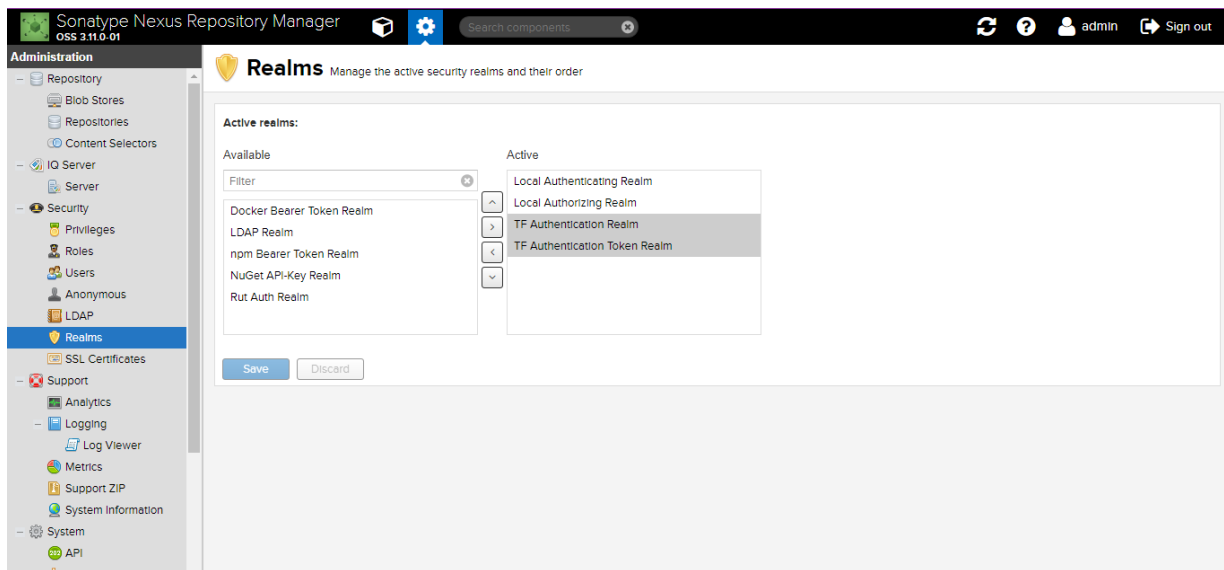 Sonatype Nexus Repository Manager
OSS 3.11.0-01
Search components
admin
Sign out
Administration
Repository
Blob Stores
Repositories
Content Selectors
IQ Server
Server
Security
Privileges
Roles
Users
Anonymous
LDAP
Realms
SSL Certificates
Support
Analytics
Logging
Log Viewer
Metrics
Support ZIP
System Information
System
API
Realms Manage the active security realms and their order
Active realms:
Available
Filter
Docker Bearer Token Realm
LDAP Realm
npm Bearer Token Realm
NuGet API-Key Realm
Rut Auth Realm
Active
Local Authenticating Realm
Local Authorizing Realm
TF Authentication Realm
TF Authentication Token Realm
Save
Discard